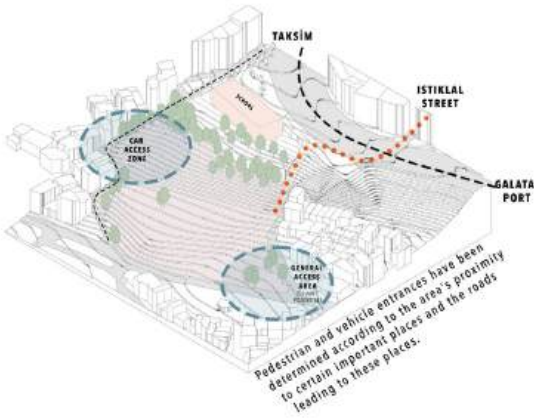 TAKSİM
ISTIKLAL
STREET
SCHOOL
CAR
ACCESS
ZONE
GALATA
PORT
GENERAL
ACCESS
AREA
Pedestrian and vehicle entrances have been
determined according to the area's proximity
to certain important places and the roads
leading to these places.